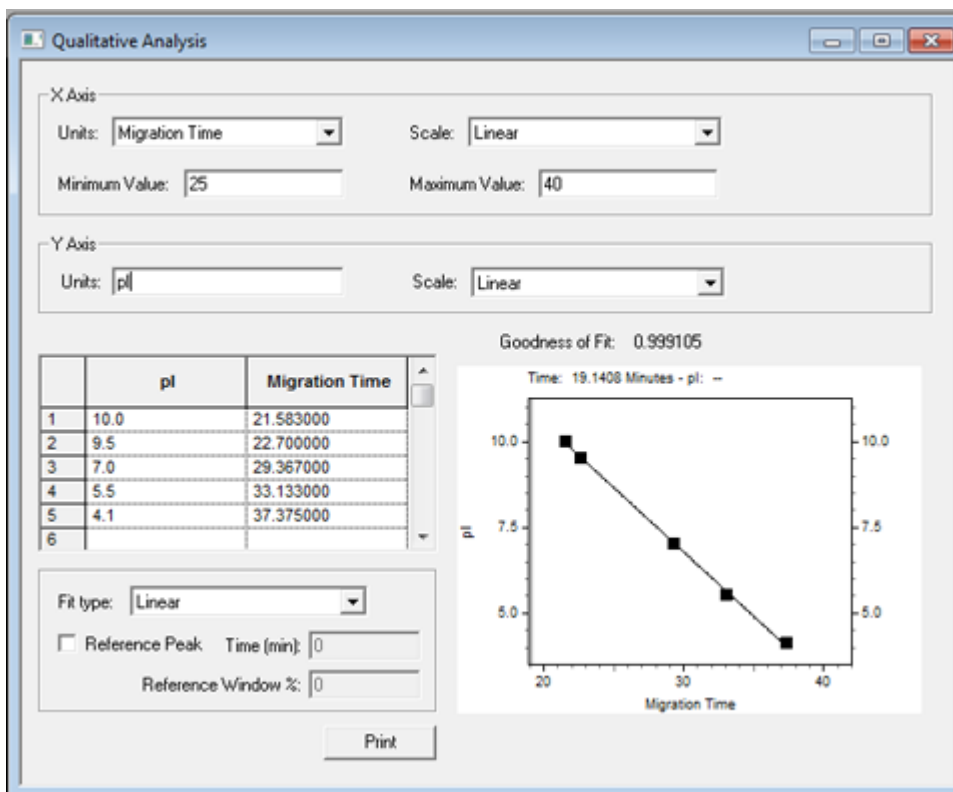 Qualitative Analysis
X Axis
Units: Migration Time Scale: Linear
Minimum Value: 25 Maximum Value: 40
Y Axis
Units: pI Scale: Linear
Goodness of Fit: 0.999105
pI Migration Time
1 10.0 21.583000
2 9.5 22.700000
3 7.0 29.367000
4 5.5 33.133000
5 4.1 37.375000
6
Time: 19.1408 Minutes - pI: --
10.0 10.0
7.5 7.5
5.0 5.0
pI
20 30 40
Migration Time
Fit type: Linear
Reference Peak Time (min): 0
Reference Window %: 0
Print